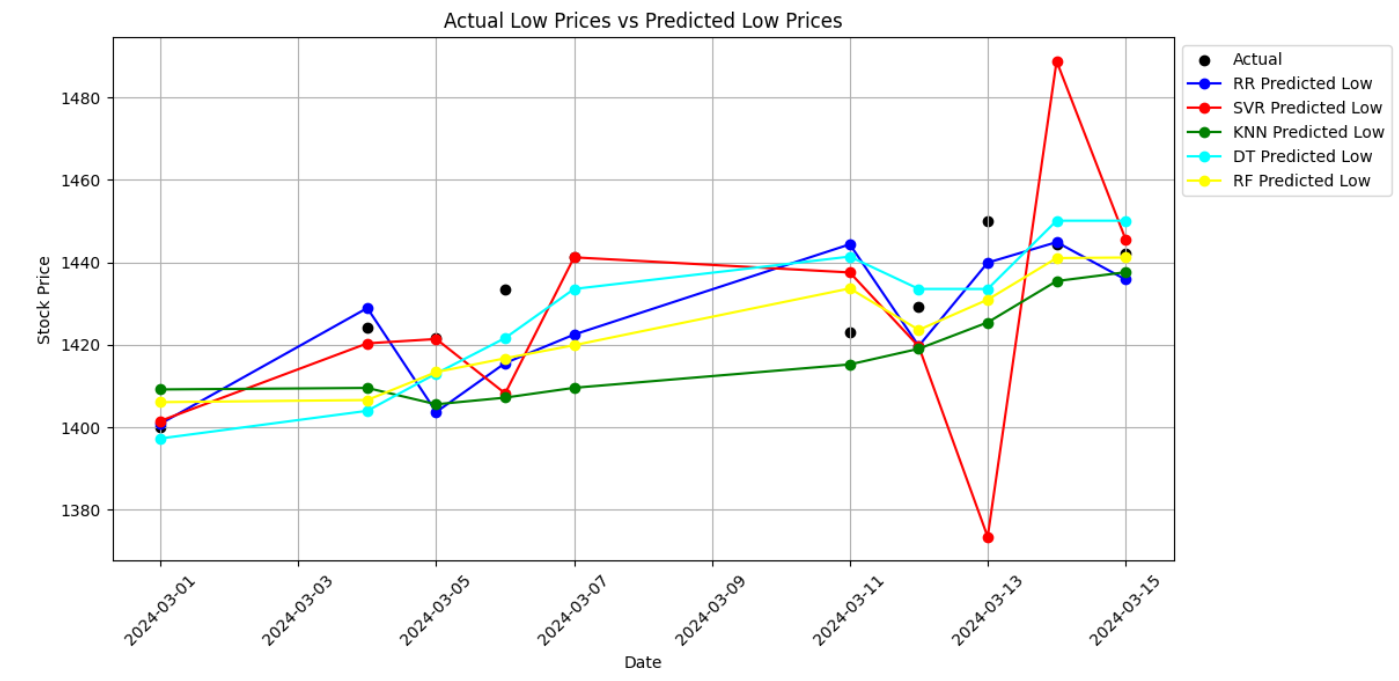 Actual Low Prices vs Predicted Low Prices
Actual
RR Predicted Low
SVR Predicted Low
KNN Predicted Low
DT Predicted Low
RF Predicted Low
Stock Price
1480
1460
1440
1420
1400
1380
2024-03-01
2024-03-03
2024-03-05
2024-03-07
2024-03-09
2024-03-11
2024-03-13
2024-03-15
Date